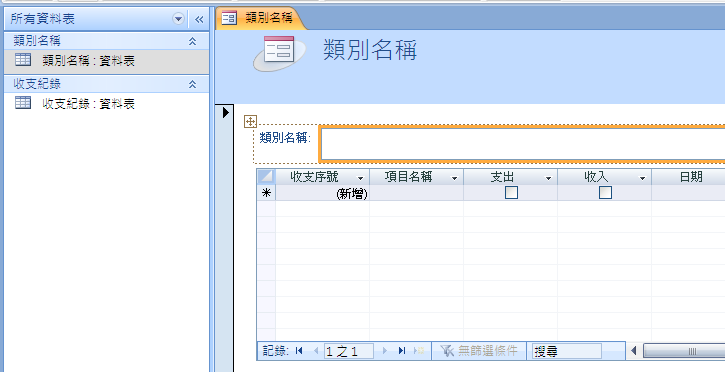 所有資料表
類別名稱
類別名稱 : 資料表
收支紀錄
收支紀錄 : 資料表
類別名稱
類別名稱
類別名稱:
收支序號 項目名稱 支出 收入 日期
(新增)
記錄: 1 之 1 無篩選條件 搜尋